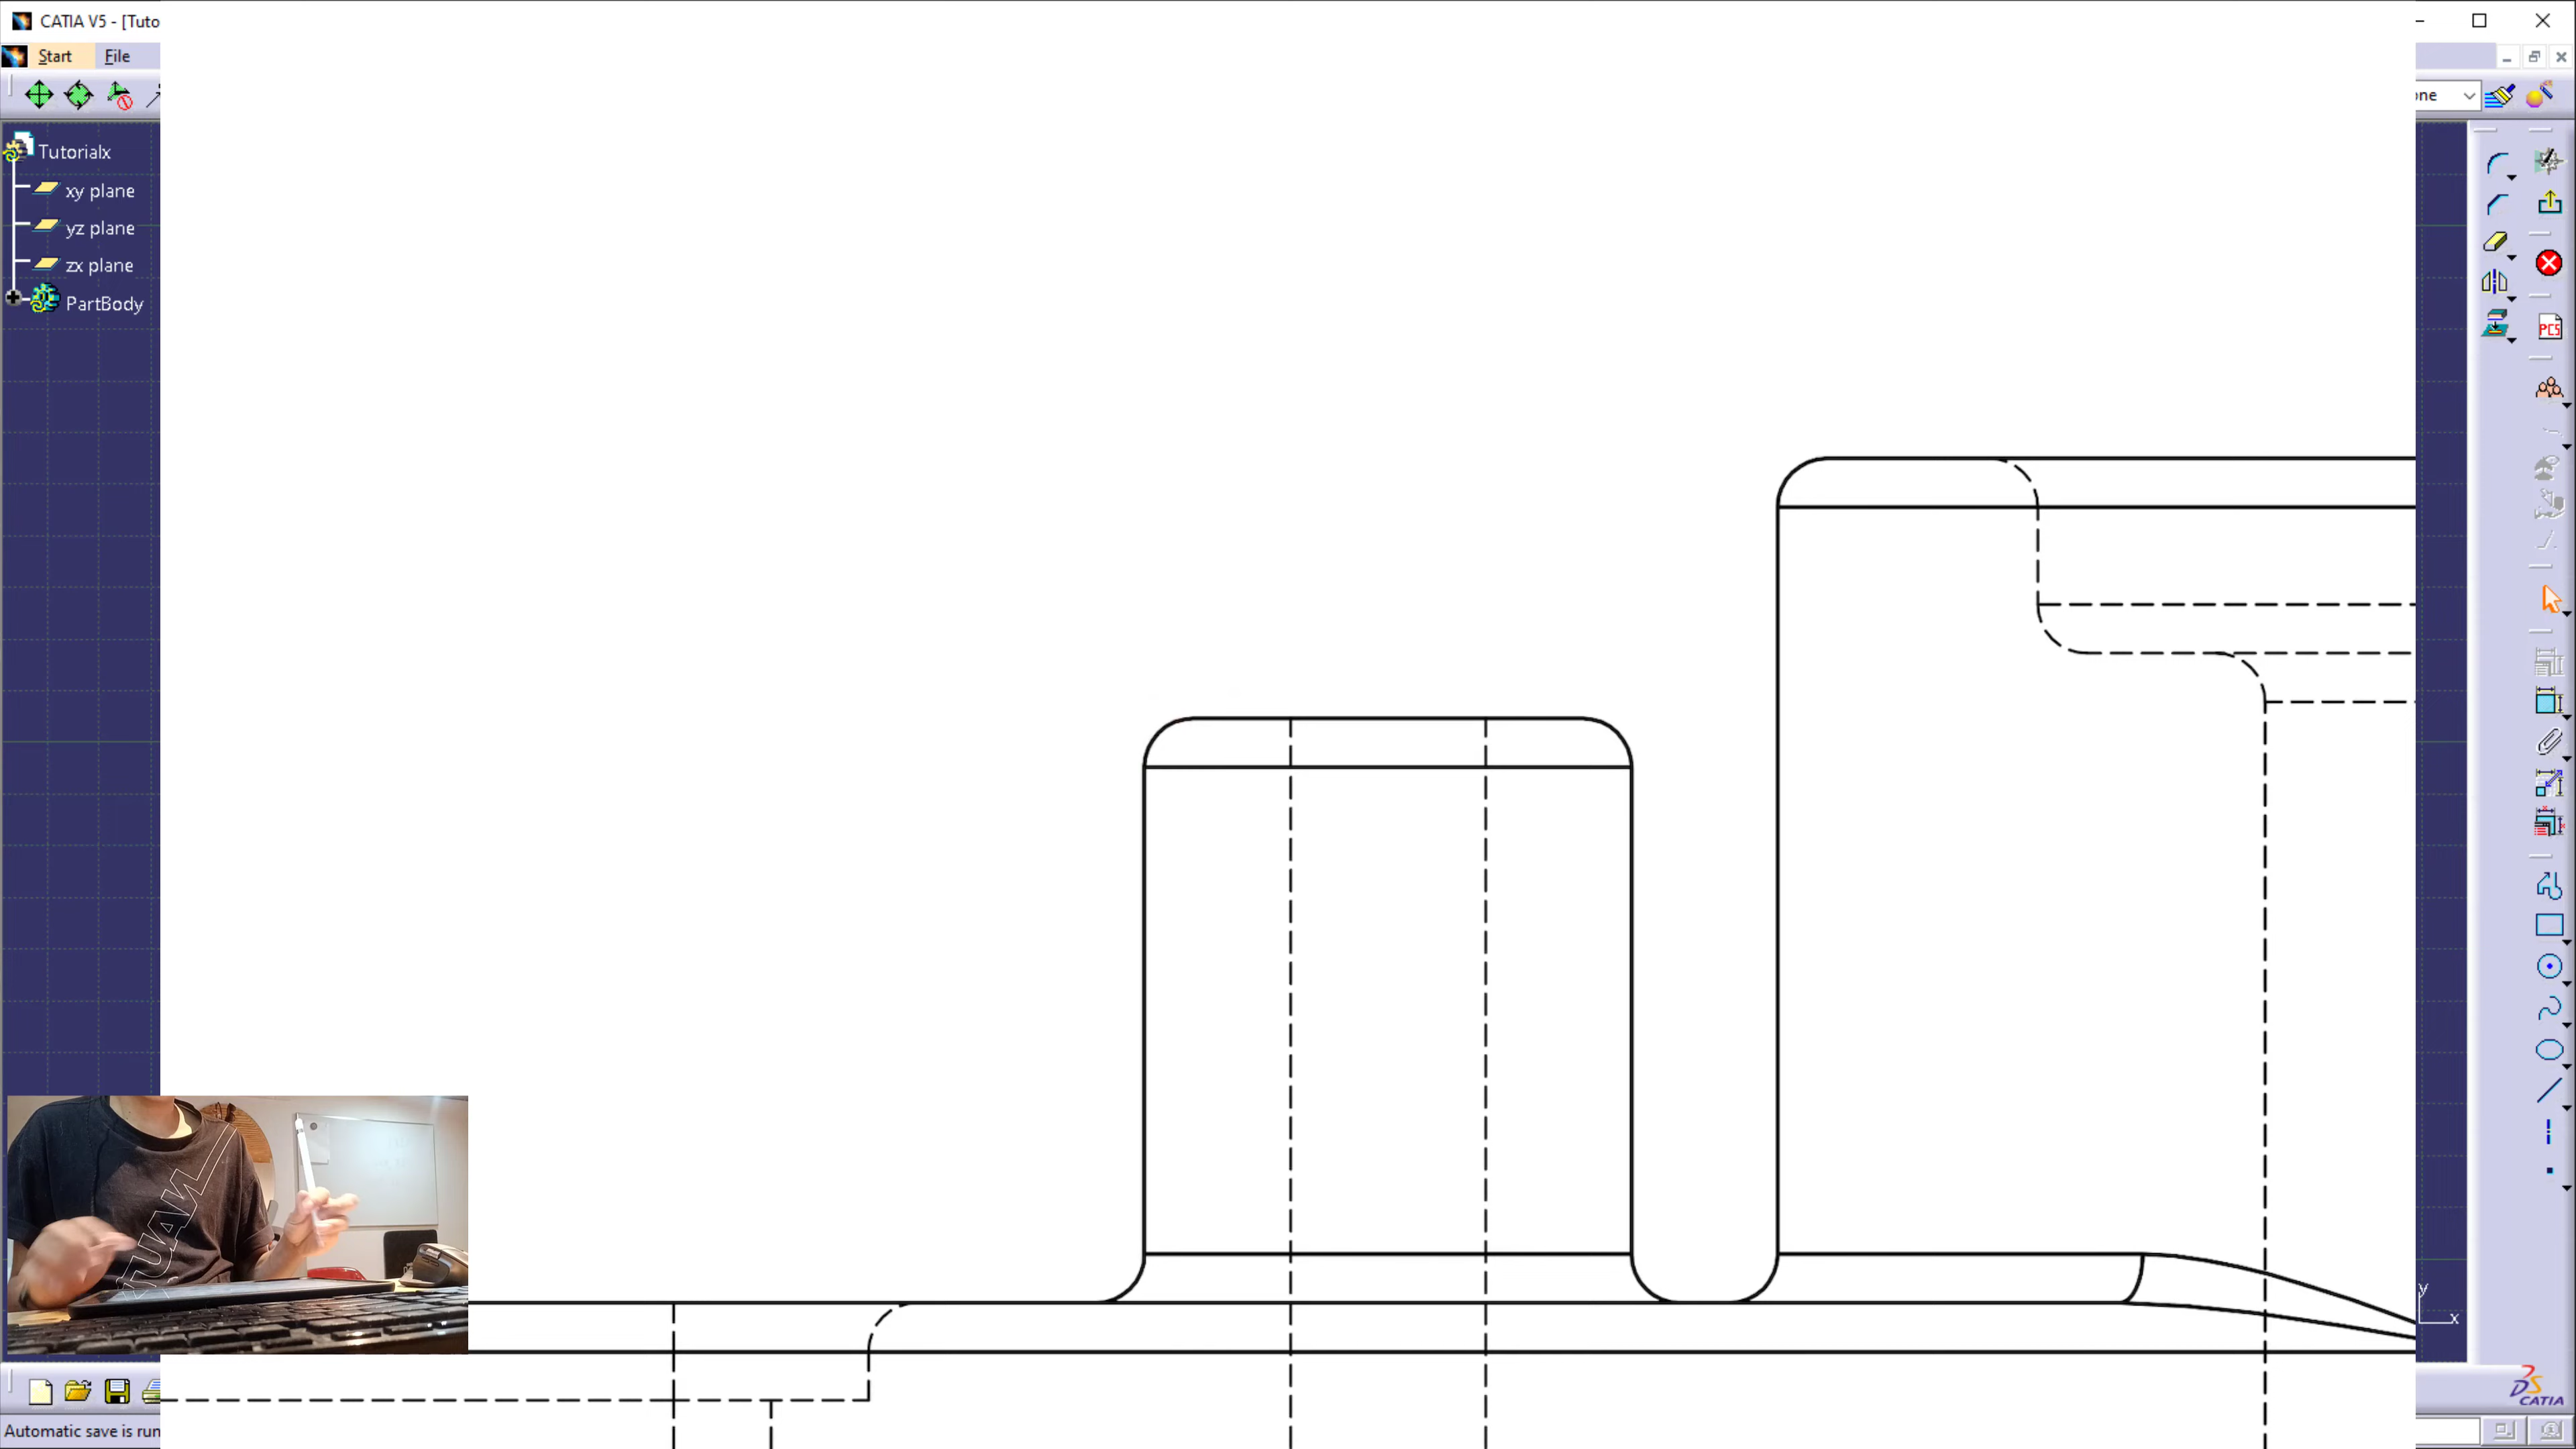 CATIA V5 - [Tuto
Start File
one
Tutorialx
xy plane
yz plane
zx plane
PartBody
PCS
y
x
Automatic save is run
CATIA